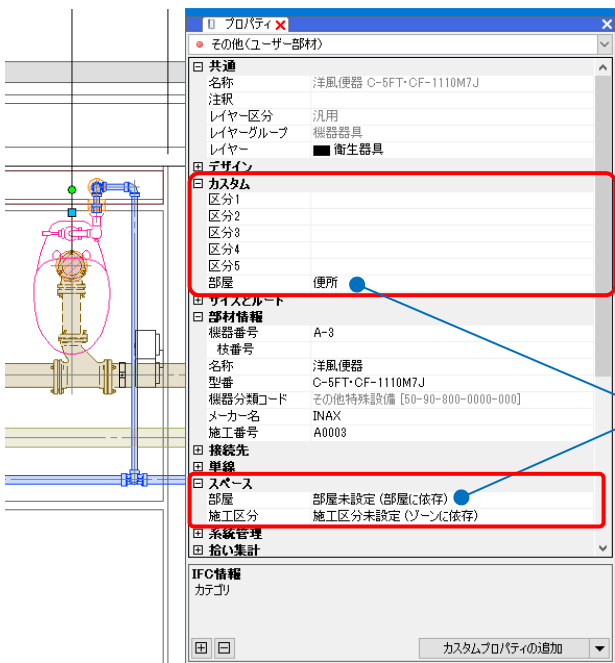 プロパティ
その他(ユーザー部材)
共通
名称 洋風便器 C-5FT・CF-1110M7J
注釈
レイヤー区分 汎用
レイヤーグループ 機器器具
レイヤー 衛生器具
デザイン
カスタム
区分1
区分2
区分3
区分4
区分5
部屋 便所
サイズとルート
部材情報
機器番号 A-3
枝番号
名称 洋風便器
型番 C-5FT・CF-1110M7J
機器分類コード その他特殊設備 [50-90-800-0000-000]
メーカー名 INAX
施工番号 A0003
接続先
単線
スペース
部屋 部屋未設定 (部屋に依存)
施工区分 施工区分未設定 (ゾーンに依存)
系統管理
拾い集計
IFC情報
カテゴリ
カスタムプロパティの追加